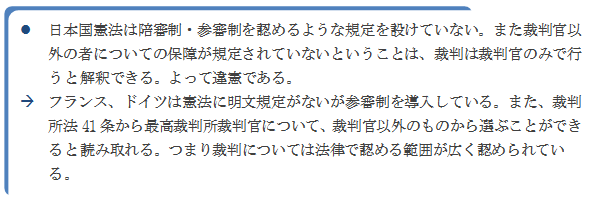 ● 日本国憲法は陪審制・参審制を認めるような規定を設けていない。また裁判官以
外の者についての保障が規定されていないということは、裁判は裁判官のみで行
うと解釈できる。よって違憲である。
→ フランス、ドイツは憲法に明文規定がないが参審制を導入している。また、裁判
所法 41 条から最高裁判所裁判官について、裁判官以外のものから選ぶことができ
ると読み取れる。つまり裁判については法律で認める範囲が広く認められてい
る。